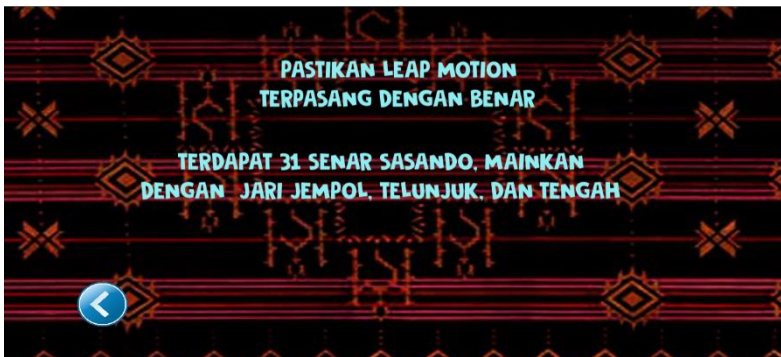 PASTIKAN LEAP MOTION
TERPASANG DENGAN BENAR
TERDAPAT 31 SENAR SASANDO, MAINKAN
DENGAN JARI JEMPOL, TELUNJUK, DAN TENGAH